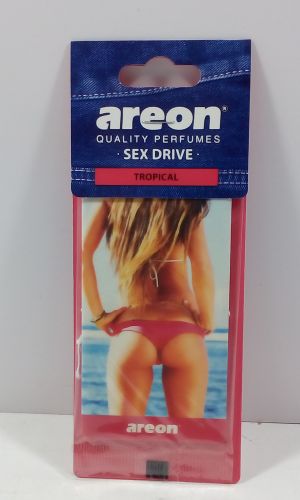 areon®
QUALITY PERFUMES
· SEX DRIVE ·
TROPICAL
areon